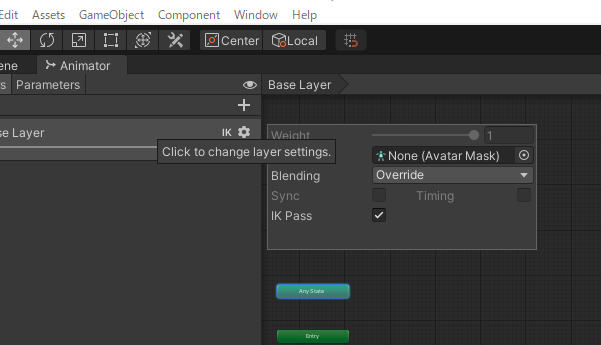 Edit Assets GameObject Component Window Help
Center Local
ene Animator
s Parameters Base Layer
se Layer IK
Click to change layer settings.
Weight 1
None (Avatar Mask)
Blending Override
Sync Timing
IK Pass
Any State
Entry